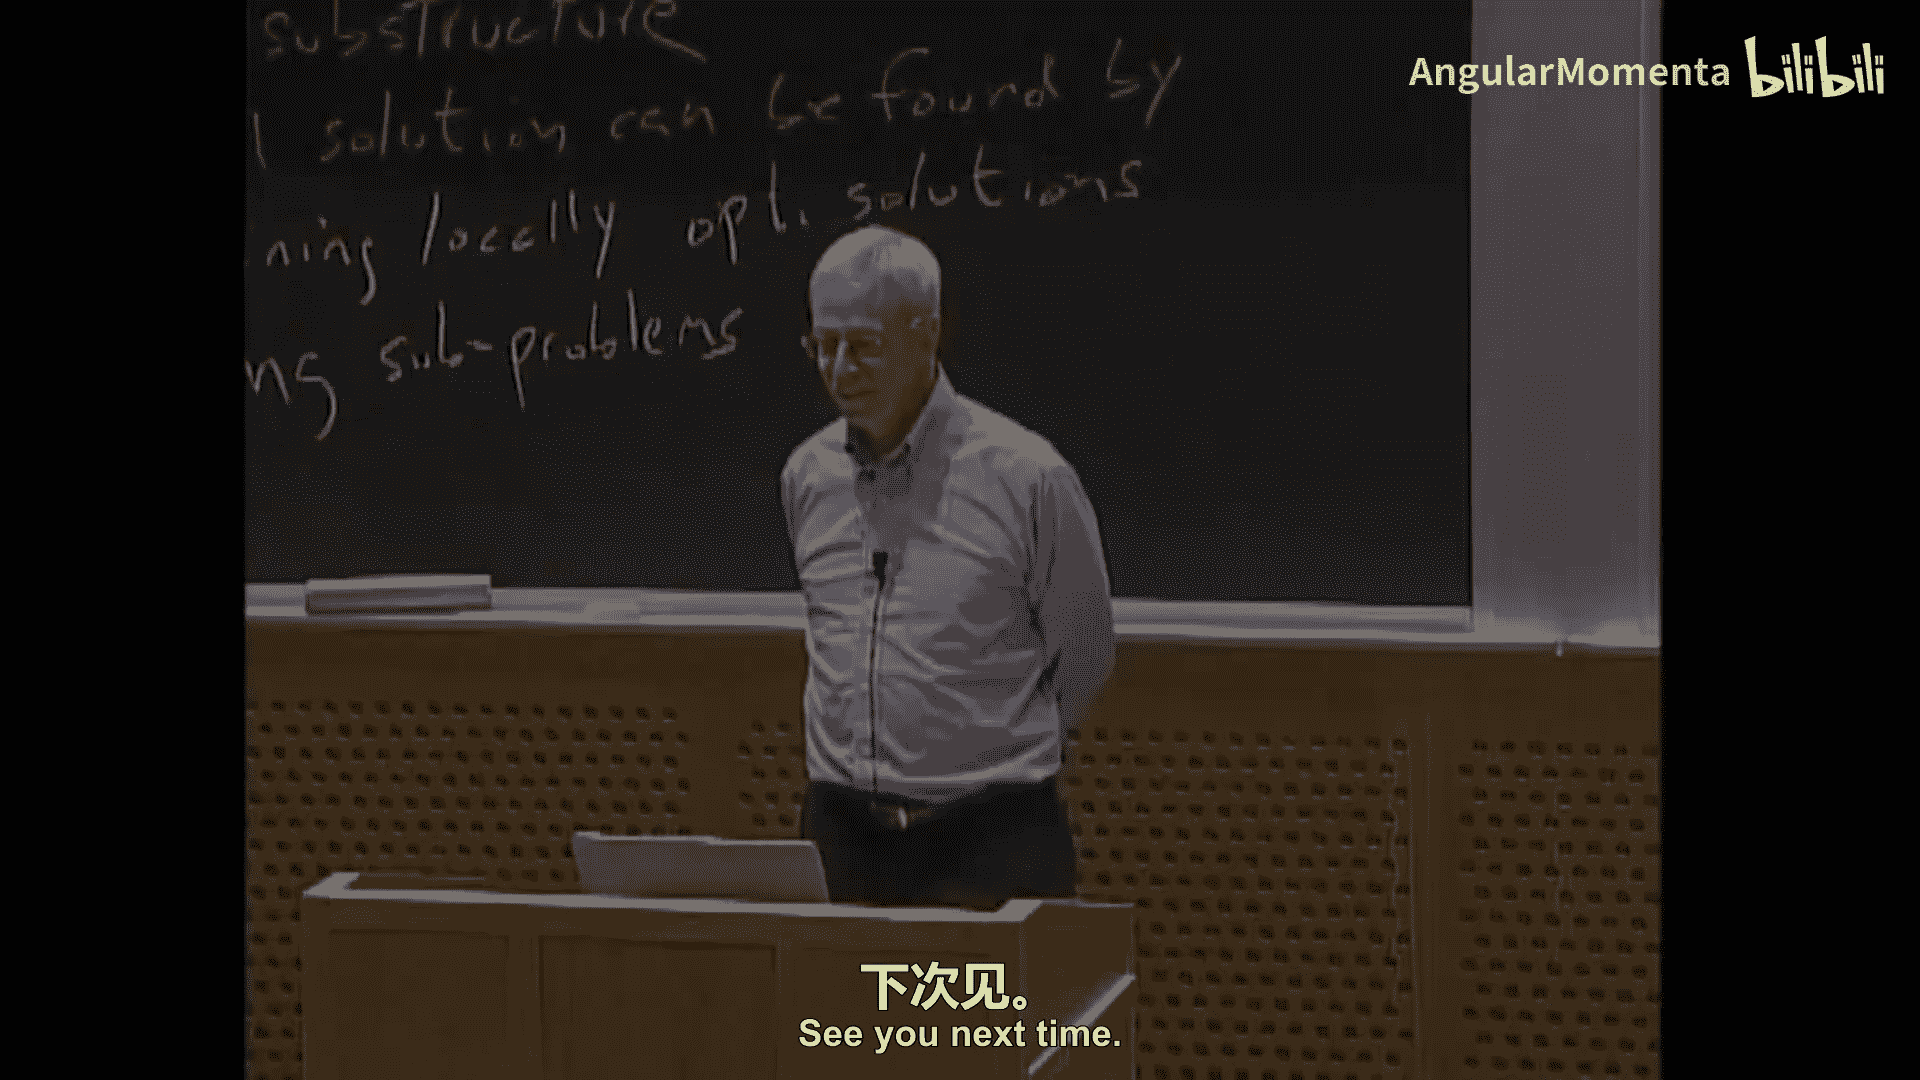 substructure
AngularMomenta bilibili
l solution can be found by
ning locally opt. solutions
ng sub-problems
下次见。
See you next time.